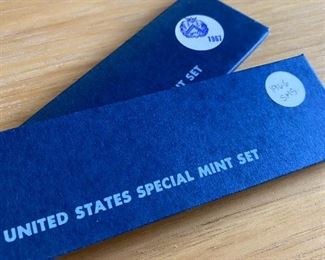 1967
MINT SET
1966
SMS
UNITED STATES SPECIAL MINT SET